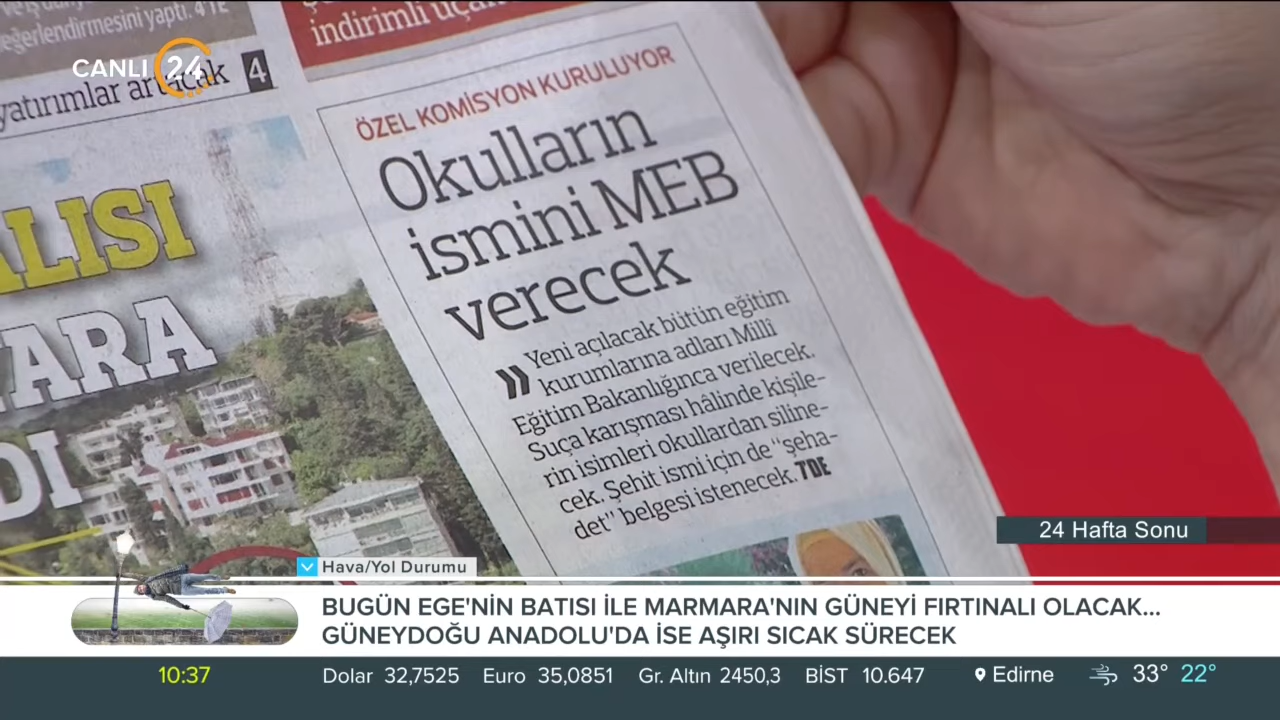 ğerlendirmesini yaptı.
indirimli
CANLI 24
yatırımlar artacak 4
ÖZEL KOMİSYON KURULUYOR
Okulların
ismini MEB
verecek
Yeni açılacak bütün eğitim
kurumlarına adları Milli
Eğitim Bakanlığınca verilecek.
Suça karışması hâlinde kişile-
rin isimleri okullardan siline-
cek. Şehit ismi için de "şeha-
det" belgesi istenecek. 7'DE
ALISI
ARA
DI
24 Hafta Sonu
Hava/Yol Durumu
BUGÜN EGE'NİN BATISI İLE MARMARA'NIN GÜNEYİ FIRTINALI OLACAK...
GÜNEYDOĞU ANADOLU'DA İSE AŞIRI SICAK SÜRECEK
10:37 Dolar 32,7525 Euro 35,0851 Gr. Altın 2450,3 BİST 10.647 Edirne 33° 22°